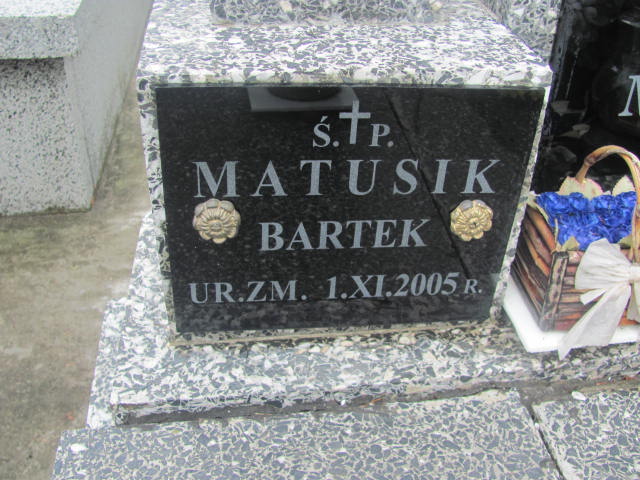 Ś. P.
MATUSIK
BARTEK
UR.ZM. 1.XI.2005 R.